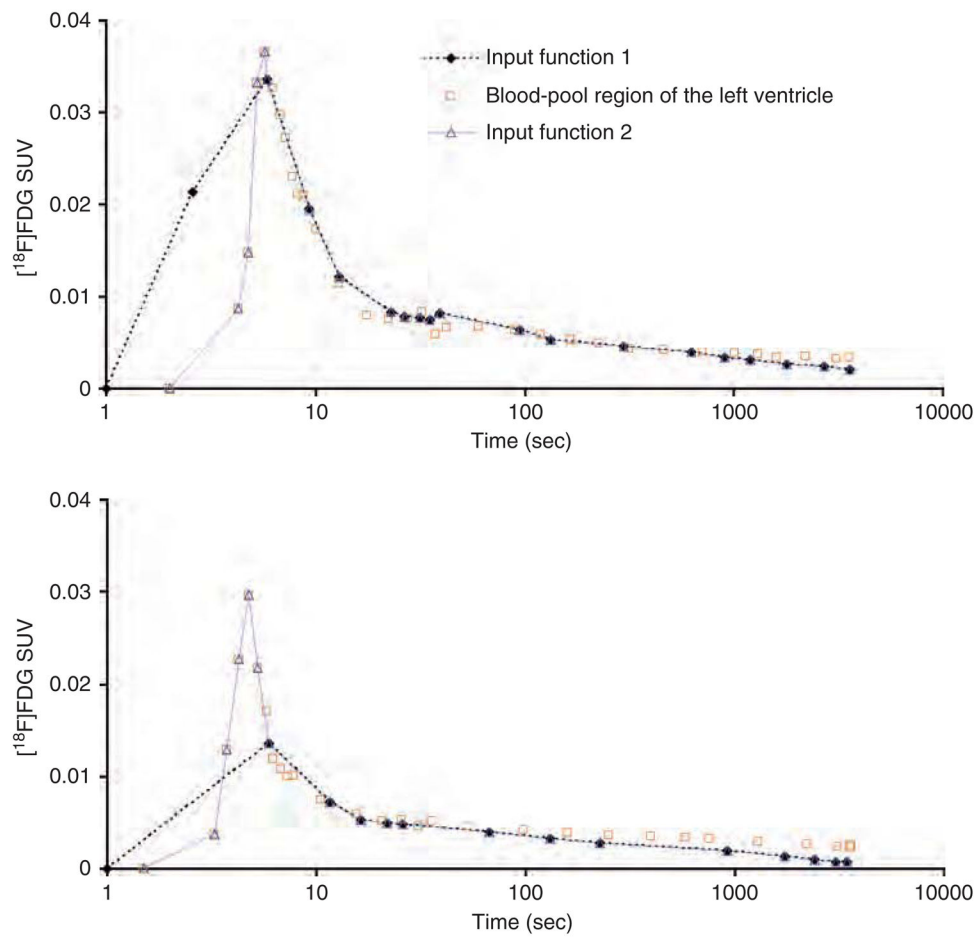 0.04
Input function 1
Blood-pool region of the left ventricle
Input function 2
0.03
0.02
0.01
0
[18F]FDG SUV
1 10 100 1000 10000
Time (sec)
0.04
0.03
0.02
0.01
0
[18F]FDG SUV
1 10 100 1000 10000
Time (sec)